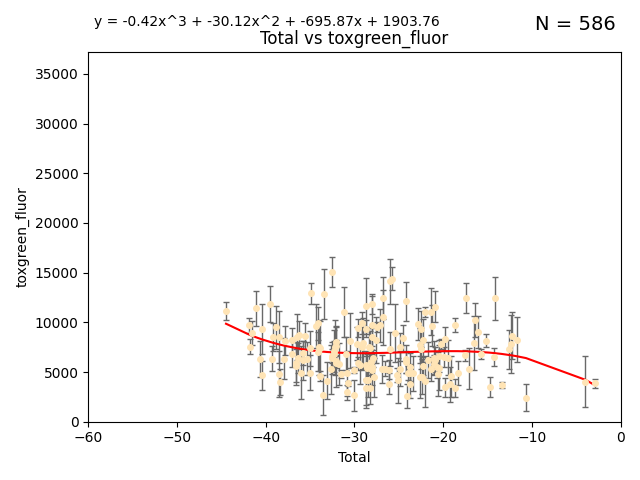 y = -0.42x^3 + -30.12x^2 + -695.87x + 1903.76
N = 586
Total vs toxgreen_fluor
35000
30000
25000
20000
15000
10000
5000
0
toxgreen_fluor
−60 −50 −40 −30 −20 −10 0
Total